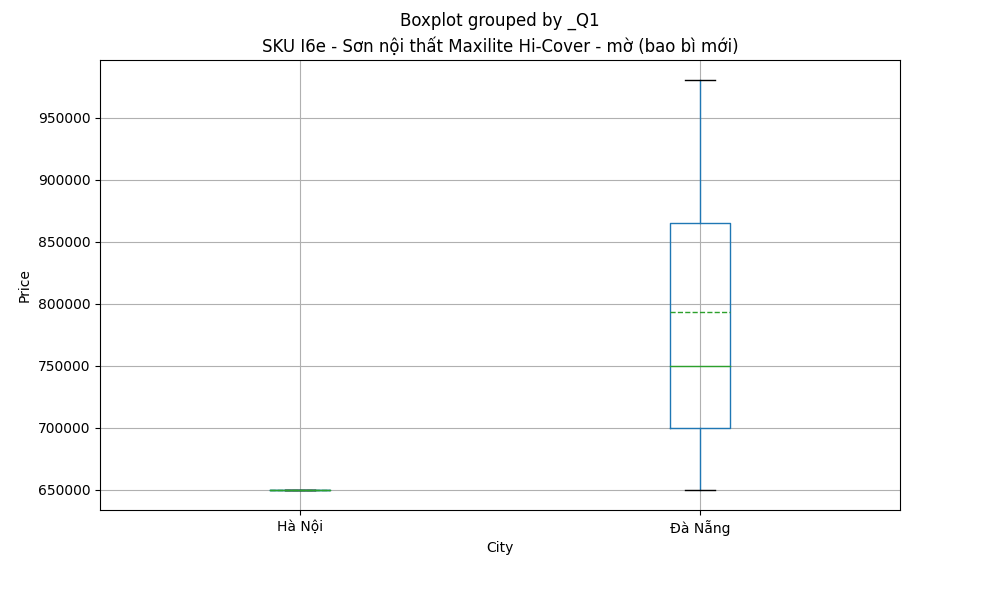 Boxplot grouped by _Q1
SKU I6e - Sơn nội thất Maxilite Hi-Cover - mờ (bao bì mới)
950000
900000
850000
800000
750000
700000
650000
Price
Hà Nội
Đà Nẵng
City